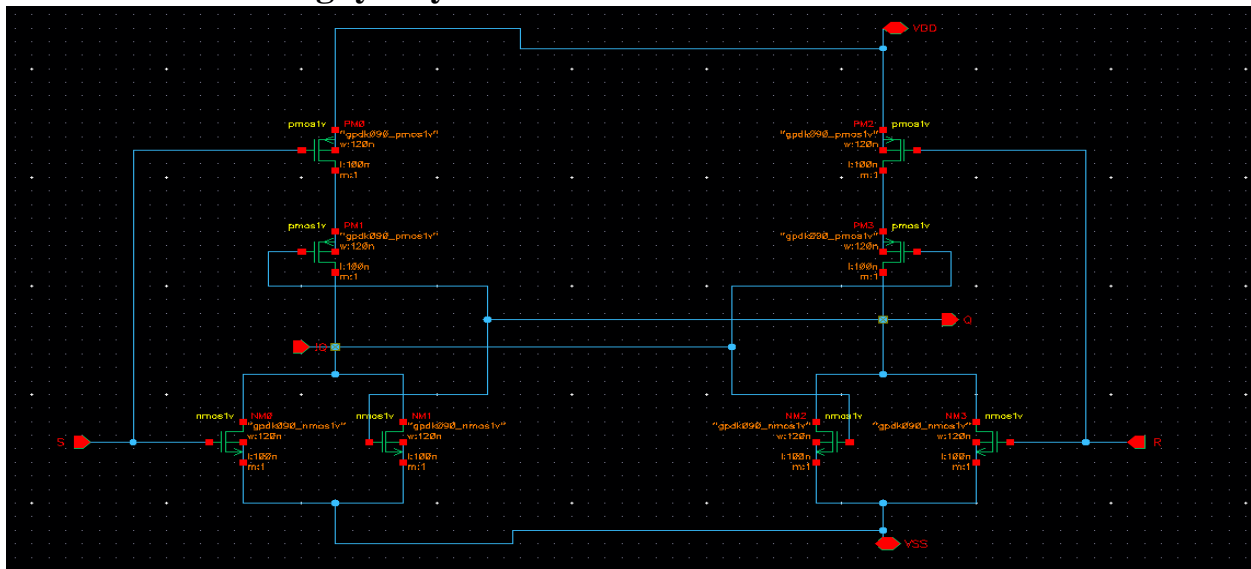 VDD
pmos1v
PM0
"gpdk090_pmos1v"
w:120n
l:100n
m:1
PM2
pmos1v
"gpdk090_pmos1v"
w:120n
l:100n
m:1
pmos1v
PM1
"gpdk090_pmos1v"
w:120n
l:100n
m:1
PM3
pmos1v
"gpdk090_pmos1v"
w:120n
l:100n
m:1
Q
nmos1v
NM0
"gpdk090_nmos1v"
w:120n
l:100n
m:1
nmos1v
NM1
"gpdk090_nmos1v"
w:120n
l:100n
m:1
NM2
nmos1v
"gpdk090_nmos1v"
w:120n
l:100n
m:1
NM3
nmos1v
"gpdk090_nmos1v"
w:120n
l:100n
m:1
S
R
VSS